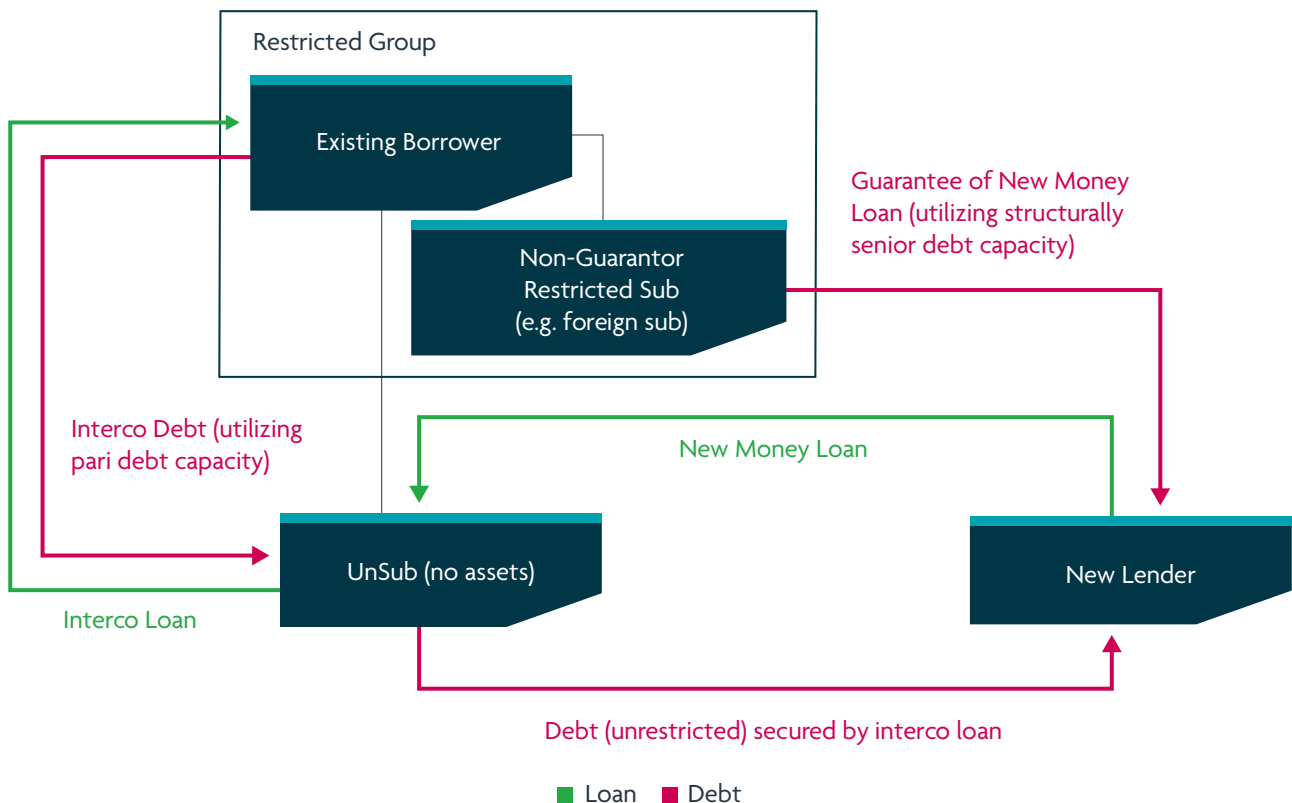 Restricted Group
Existing Borrower
Non-Guarantor
Restricted Sub
(e.g. foreign sub)
Guarantee of New Money
Loan (utilizing structurally
senior debt capacity)
Interco Debt (utilizing
pari debt capacity)
New Money Loan
UnSub (no assets)
New Lender
Interco Loan
Debt (unrestricted) secured by interco loan
Loan
Debt